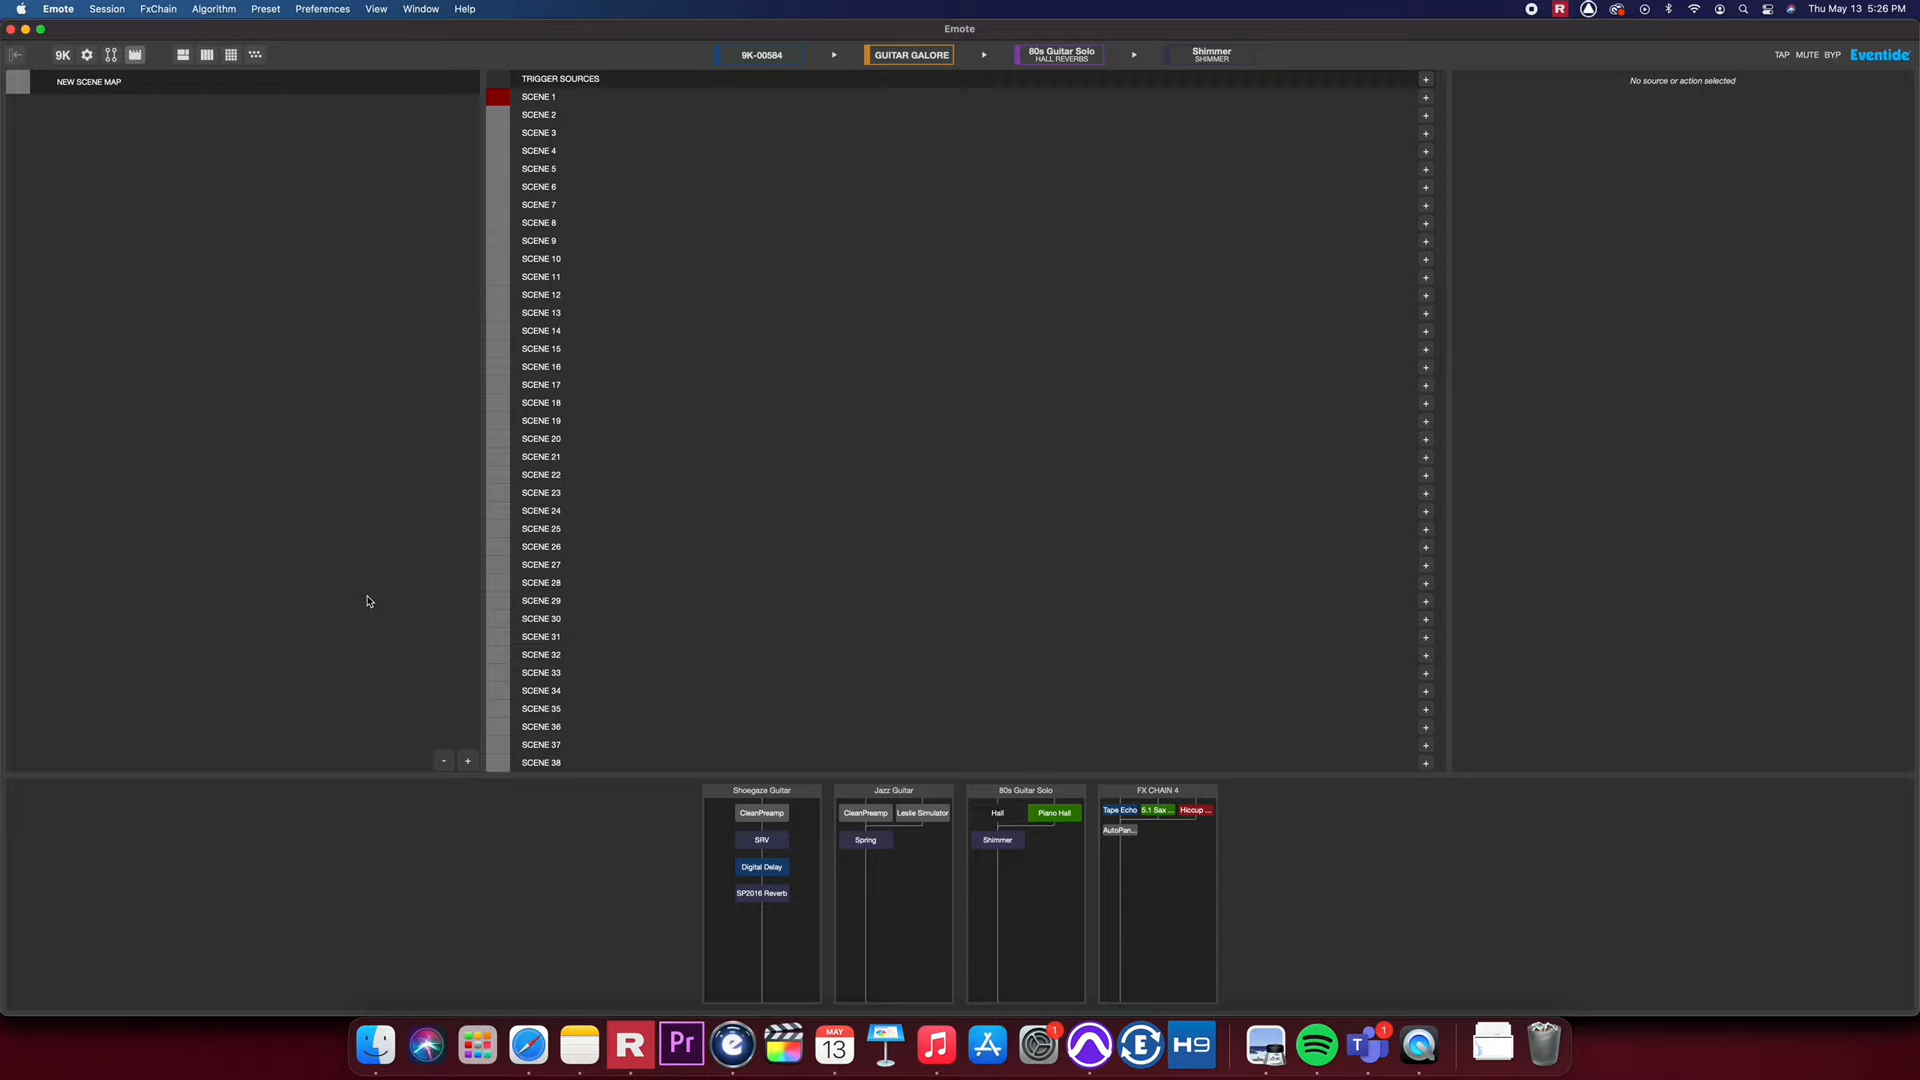 Emote Session FxChain Algorithm Preset Preferences View Window Help
R
Thu May 13 5:26 PM
Emote
9K
9K-00584
GUITAR GALORE
80s Guitar Solo
HALL REVERBS
Shimmer
SHIMMER
TAP MUTE BYP Eventide
NEW SCENE MAP
TRIGGER SOURCES +
No source or action selected
SCENE 1 +
SCENE 2 +
SCENE 3 +
SCENE 4 +
SCENE 5 +
SCENE 6 +
SCENE 7 +
SCENE 8 +
SCENE 9 +
SCENE 10 +
SCENE 11 +
SCENE 12 +
SCENE 13 +
SCENE 14 +
SCENE 15 +
SCENE 16 +
SCENE 17 +
SCENE 18 +
SCENE 19 +
SCENE 20 +
SCENE 21 +
SCENE 22 +
SCENE 23 +
SCENE 24 +
SCENE 25 +
SCENE 26 +
SCENE 27 +
SCENE 28 +
SCENE 29 +
SCENE 30 +
SCENE 31 +
SCENE 32 +
SCENE 33 +
SCENE 34 +
SCENE 35 +
SCENE 36 +
SCENE 37 +
SCENE 38 +
- +
Shoegaze Guitar
CleanPreamp
SRV
Digital Delay
SP2016 Reverb
Jazz Guitar
CleanPreamp Leslie Simulator
Spring
80s Guitar Solo
Hall Piano Hall
Shimmer
FX CHAIN 4
Tape Echo 5.1 Sax ... Hiccup ...
AutoPan...
R
Pr
e
MAY
13
1
E
H9
T
1